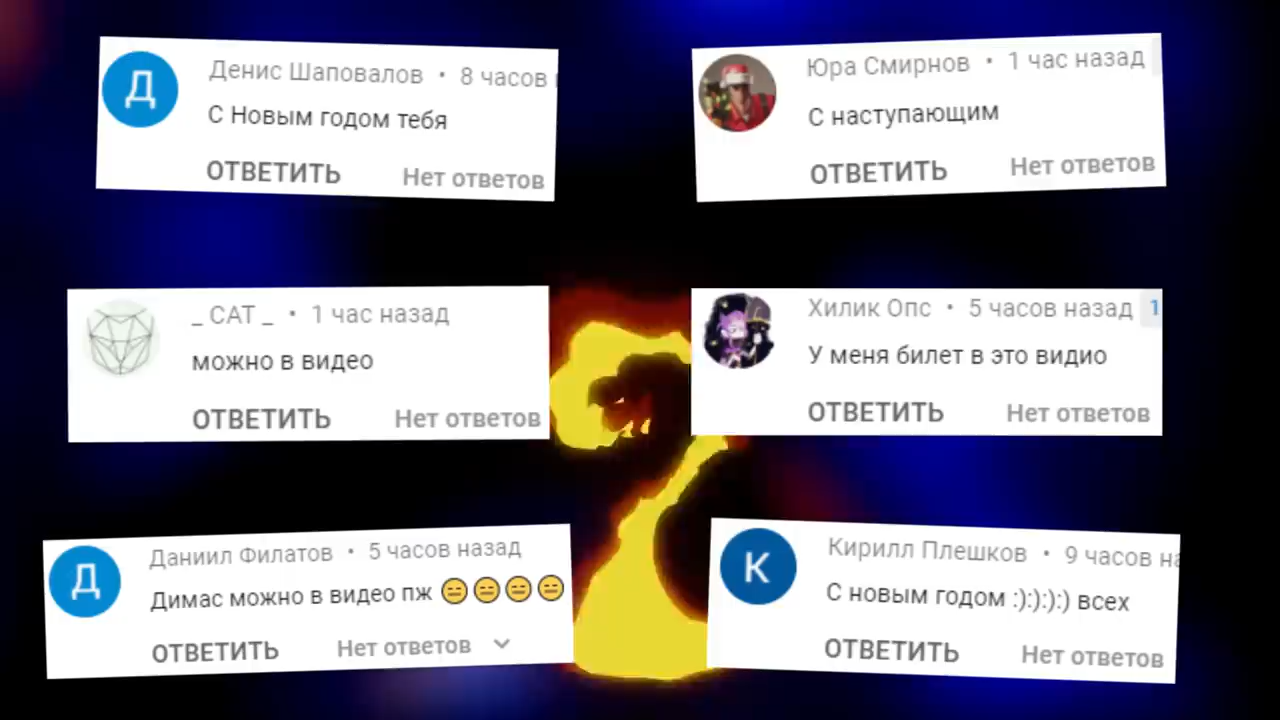 Д
Денис Шаповалов • 8 часов
С Новым годом тебя
ОТВЕТИТЬ Нет ответов
Юра Смирнов • 1 час назад
С наступающим
ОТВЕТИТЬ Нет ответов
_ CAT _ • 1 час назад
можно в видео
ОТВЕТИТЬ Нет ответов
Хилик Опс • 5 часов назад 1
У меня билет в это видио
ОТВЕТИТЬ Нет ответов
Д
Даниил Филатов • 5 часов назад
Димас можно в видео пж 😑😑😑😑
ОТВЕТИТЬ Нет ответов
К
Кирилл Плешков • 9 часов на
С новым годом :):):):) всех
ОТВЕТИТЬ Нет ответов